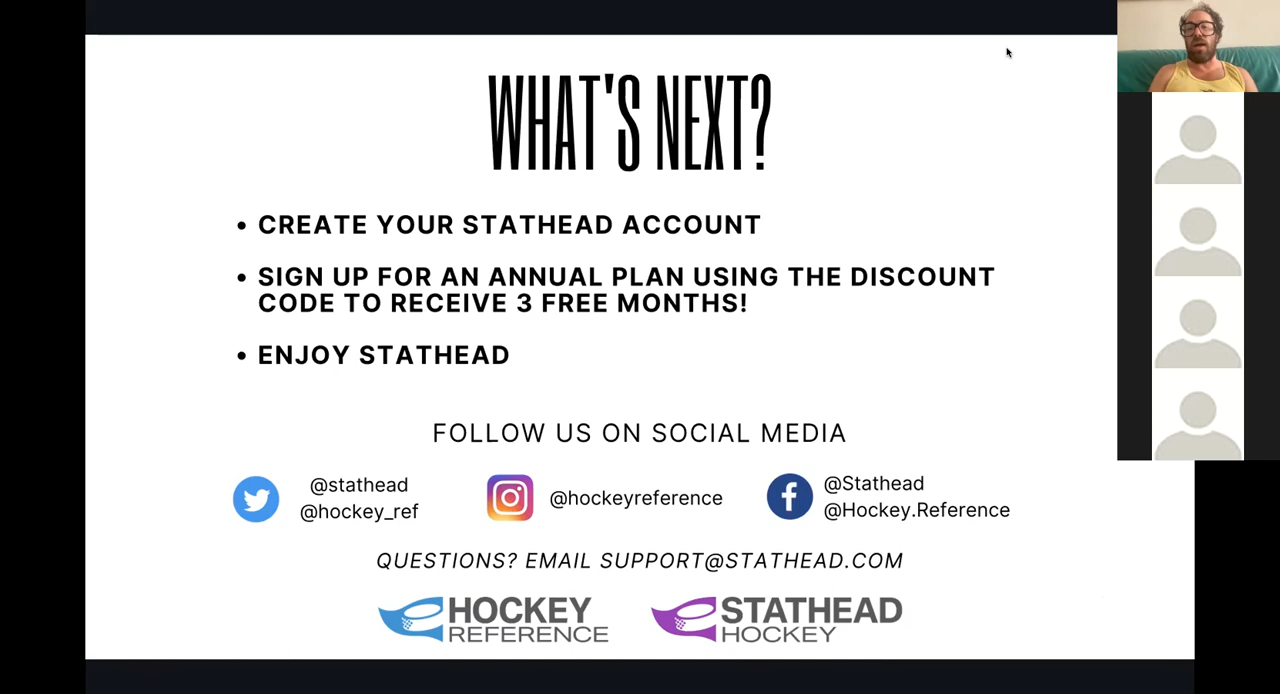 WHAT'S NEXT?
• CREATE YOUR STATHEAD ACCOUNT
• SIGN UP FOR AN ANNUAL PLAN USING THE DISCOUNT
CODE TO RECEIVE 3 FREE MONTHS!
• ENJOY STATHEAD
FOLLOW US ON SOCIAL MEDIA
@stathead
@hockey_ref
@hockeyreference
@Stathead
@Hockey.Reference
QUESTIONS? EMAIL SUPPORT@STATHEAD.COM
HOCKEY
REFERENCE
STATHEAD
HOCKEY